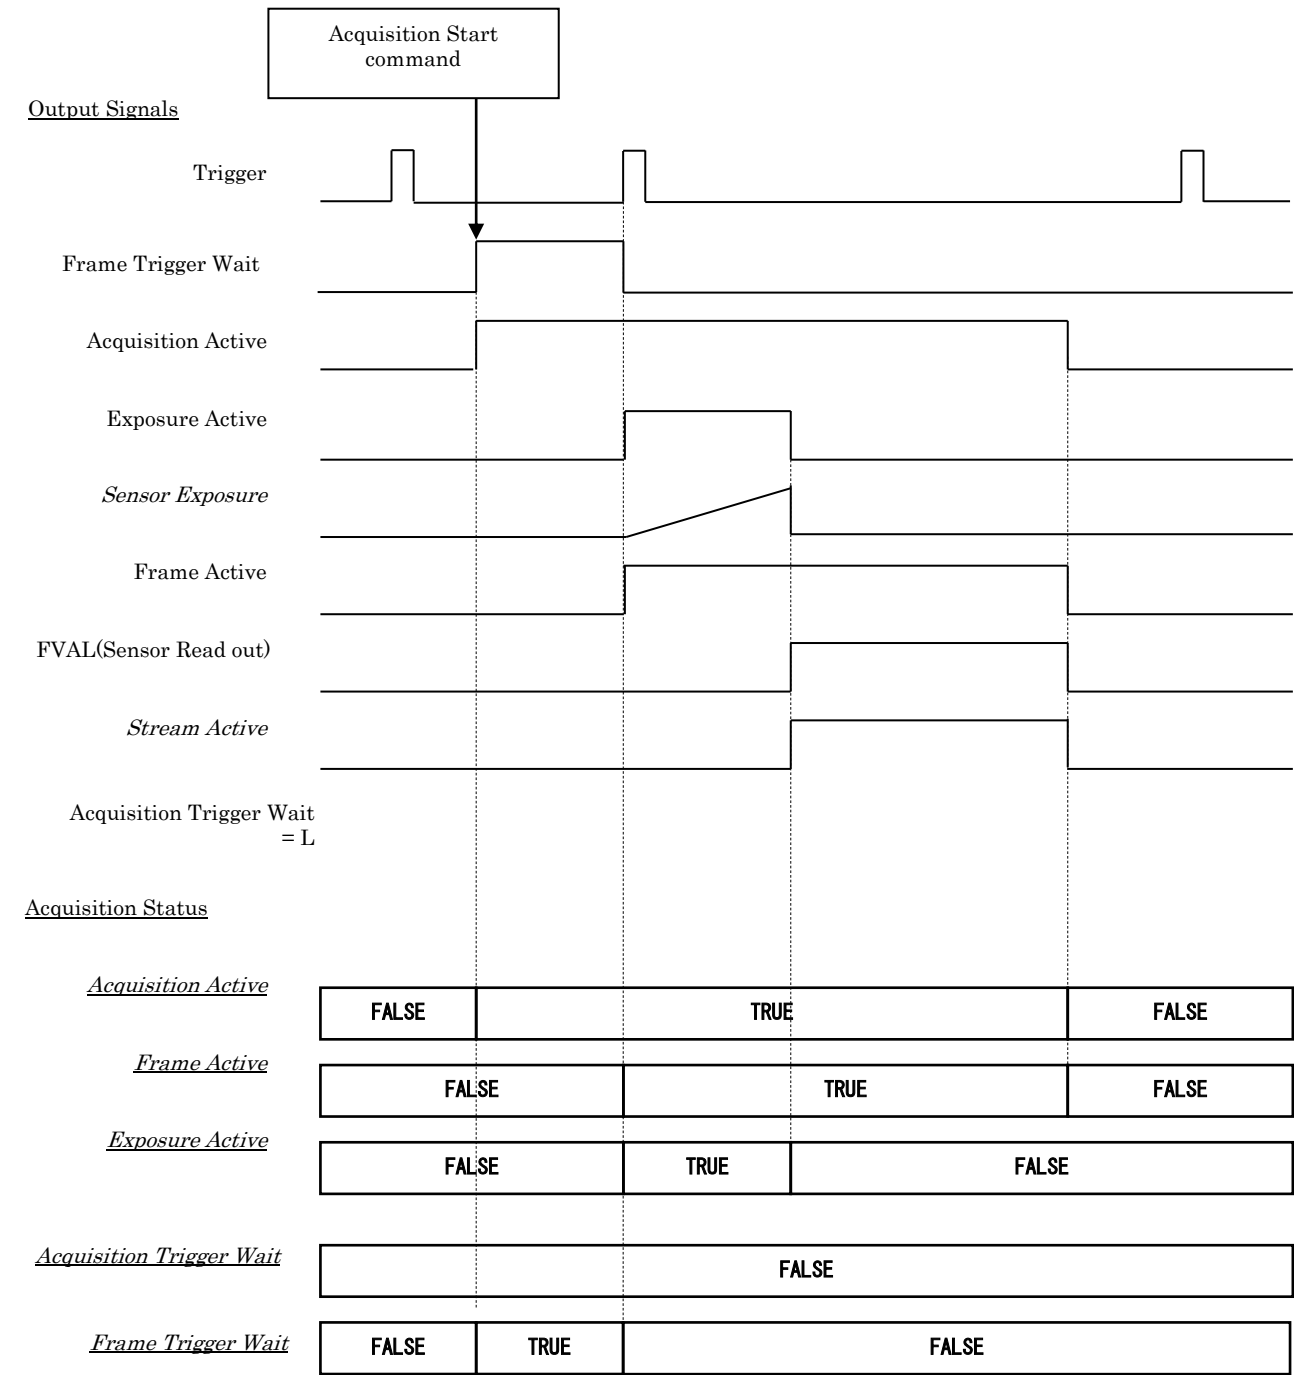 Acquisition Start
command
Output Signals
Trigger
Frame Trigger Wait
Acquisition Active
Exposure Active
Sensor Exposure
Frame Active
FVAL(Sensor Read out)
Stream Active
Acquisition Trigger Wait
= L
Acquisition Status
Acquisition Active
FALSE TRUE FALSE
Frame Active
FALSE TRUE FALSE
Exposure Active
FALSE TRUE FALSE
Acquisition Trigger Wait
FALSE
Frame Trigger Wait
FALSE TRUE FALSE